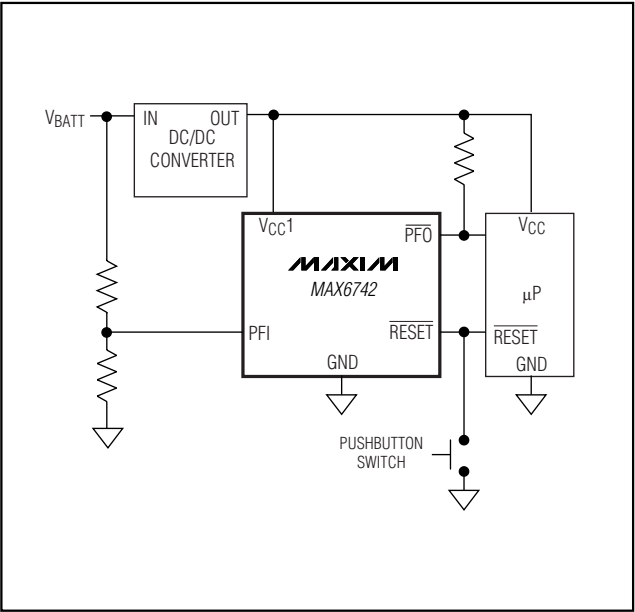 VBATT
IN OUT
DC/DC
CONVERTER
VCC1
PFO
VCC
MAXIM
MAX6742
µP
PFI
RESET
RESET
GND
GND
PUSHBUTTON
SWITCH